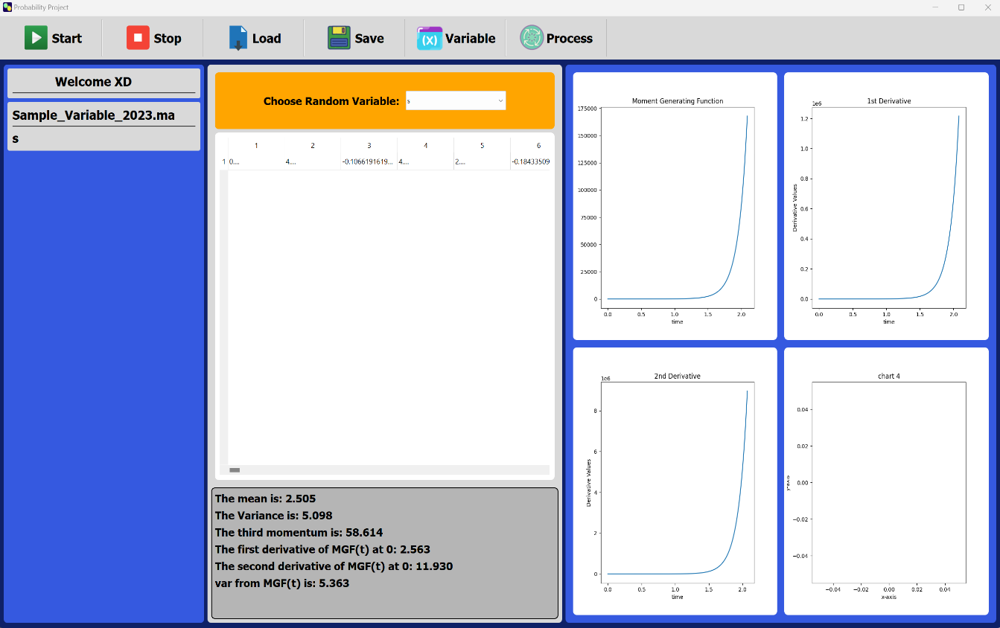 Probability Project
Start Stop Load Save Variable Process
Welcome XD
Sample_Variable_2023.ma
s
Choose Random Variable: s
1 2 3 4 5 6
1 0.... 4.... -0.1066191619... 4.... 2.... -0.18433509
The mean is: 2.505
The Variance is: 5.098
The third momentum is: 58.614
The first derivative of MGF(t) at 0: 2.563
The second derivative of MGF(t) at 0: 11.930
var from MGF(t) is: 5.363
Moment Generating Function
175000
150000
125000
100000
75000
50000
25000
0
0.0 0.5 1.0 1.5 2.0
time
1st Derivative
1e6
1.2
1.0
0.8
0.6
0.4
0.2
0.0
Derivative Values
0.0 0.5 1.0 1.5 2.0
time
2nd Derivative
1e6
8
6
4
2
0
Derivative Values
0.0 0.5 1.0 1.5 2.0
time
chart 4
0.04
0.02
0.00
−0.02
−0.04
y-axis
−0.04 −0.02 0.00 0.02 0.04
x-axis